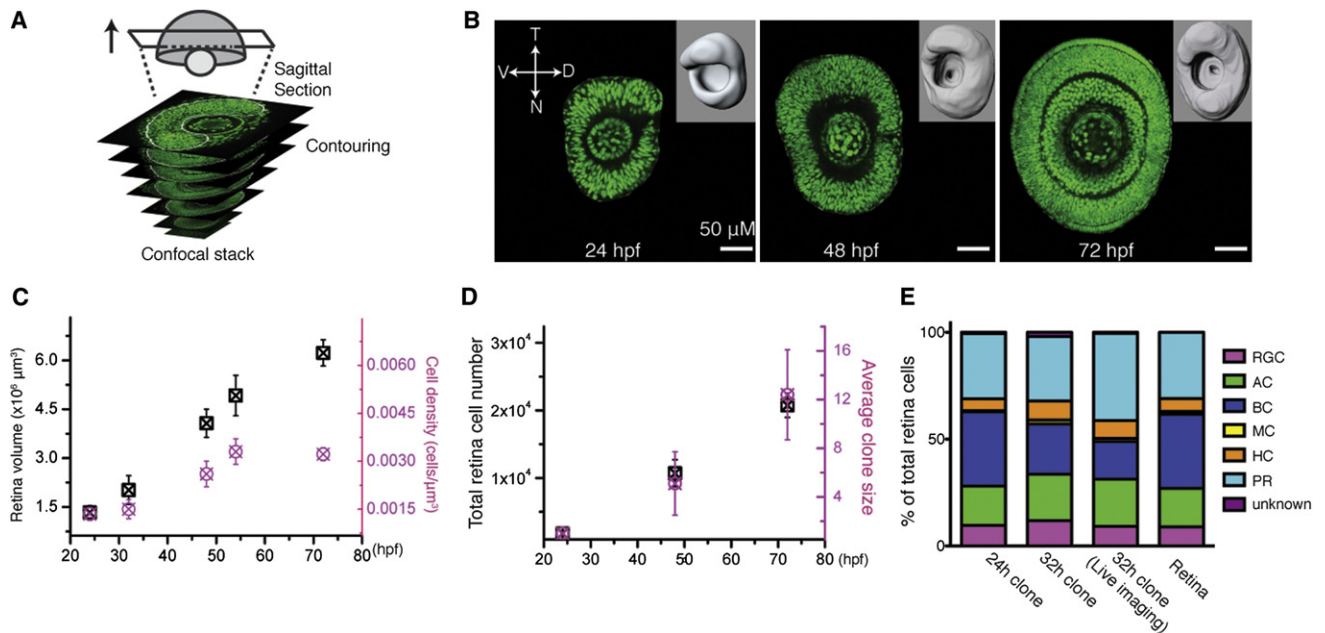 A
Sagittal
Section
Contouring
Confocal stack
B
T
V
D
N
50 µM
24 hpf
48 hpf
72 hpf
C
Retina volume (x10⁶ µm³)
6.0
4.5
3.0
1.5
0.0060
0.0045
0.0030
0.0015
Cell density (cells/µm³)
20 30 40 50 60 70 80 (hpf)
D
Total retina cell number
3x10⁴
2x10⁴
1x10⁴
16
12
8
4
Average clone size
20 30 40 50 60 70 80 (hpf)
E
% of total retina cells
100
50
0
24h clone
32h clone
32h clone
(Live imaging)
Retina
RGC
AC
BC
MC
HC
PR
unknown